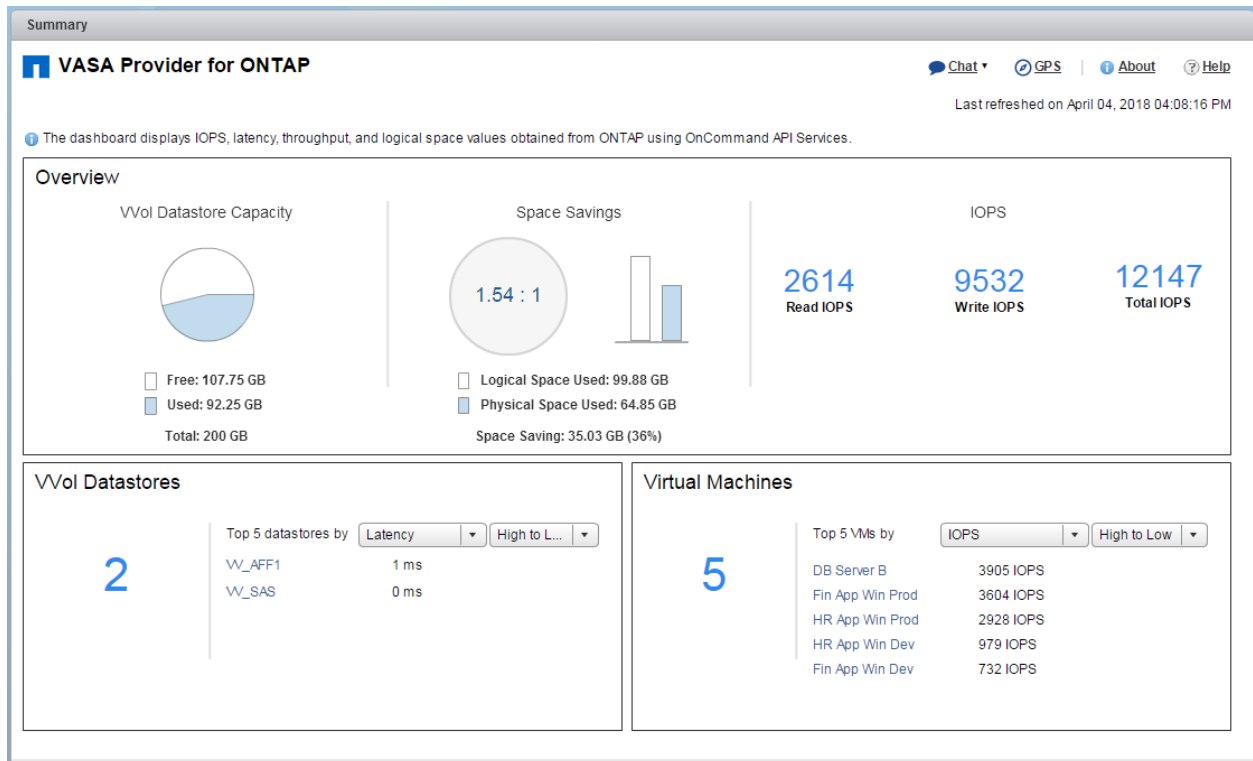 Summary
VASA Provider for ONTAP
Chat GPS About Help
Last refreshed on April 04, 2018 04:08:16 PM
The dashboard displays IOPS, latency, throughput, and logical space values obtained from ONTAP using OnCommand API Services.
Overview
VVol Datastore Capacity
Free: 107.75 GB
Used: 92.25 GB
Total: 200 GB
Space Savings
1.54 : 1
Logical Space Used: 99.88 GB
Physical Space Used: 64.85 GB
Space Saving: 35.03 GB (36%)
IOPS
2614 9532 12147
Read IOPS Write IOPS Total IOPS
VVol Datastores
2
Top 5 datastores by Latency High to L...
VV_AFF1 1 ms
VV_SAS 0 ms
Virtual Machines
5
Top 5 VMs by IOPS High to Low
DB Server B 3905 IOPS
Fin App Win Prod 3604 IOPS
HR App Win Prod 2928 IOPS
HR App Win Dev 979 IOPS
Fin App Win Dev 732 IOPS